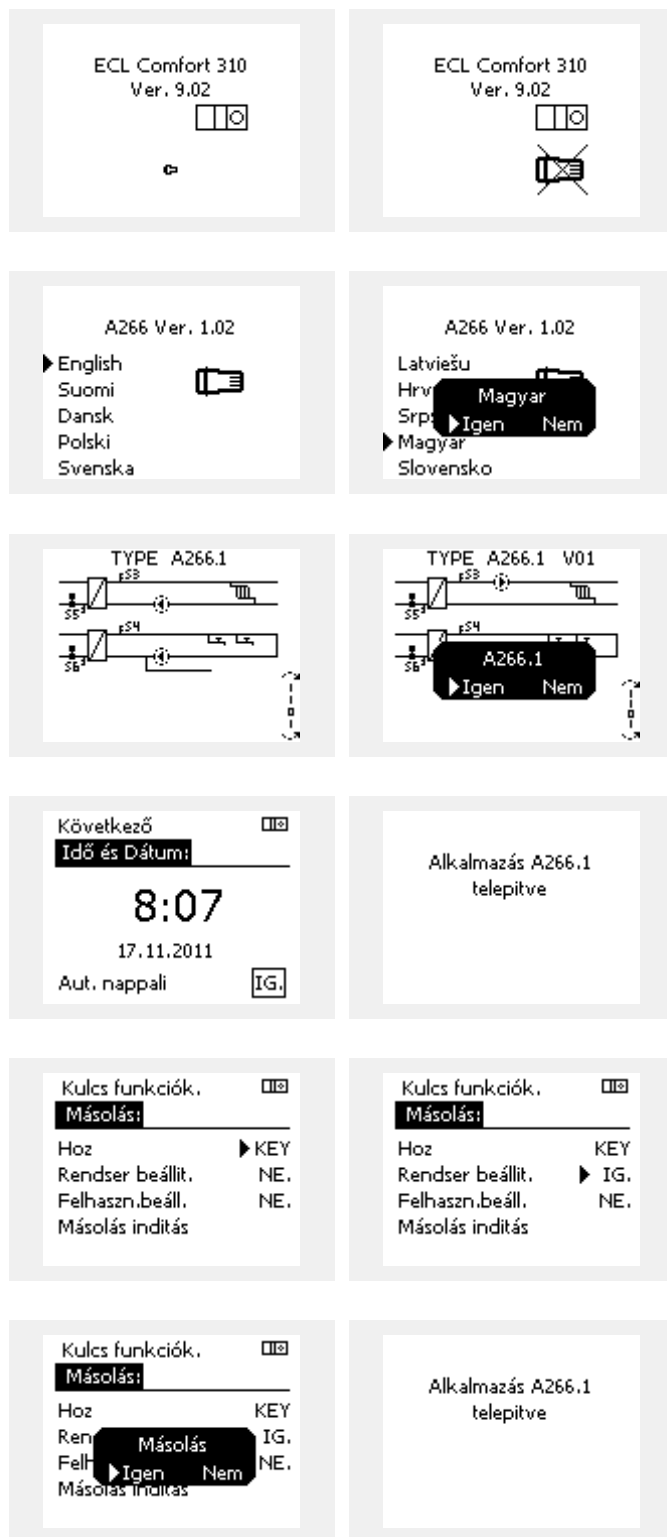 ECL Comfort 310
Ver. 9.02
ECL Comfort 310
Ver. 9.02
A266 Ver. 1.02
English
Suomi
Dansk
Polski
Svenska
A266 Ver. 1.02
Latviešu
Magyar
Igen Nem
Magyar
Slovensko
TYPE A266.1
S3
S5
S4
S6
TYPE A266.1 V01
S3
S5
S4
S6
A266.1
Igen Nem
Következő
Idő és Dátum:
8:07
17.11.2011
Aut. nappali IG.
Alkalmazás A266.1
telepitve
Kulcs funkciók.
Másolás:
Hoz KEY
Rendser beállit. NE.
Felhaszn.beáll. NE.
Másolás inditás
Kulcs funkciók.
Másolás:
Hoz KEY
Rendser beállit. IG.
Felhaszn.beáll. NE.
Másolás inditás
Kulcs funkciók.
Másolás:
Hoz KEY
IG.
Másolás
NE.
Igen Nem
Másolás inditás
Alkalmazás A266.1
telepitve